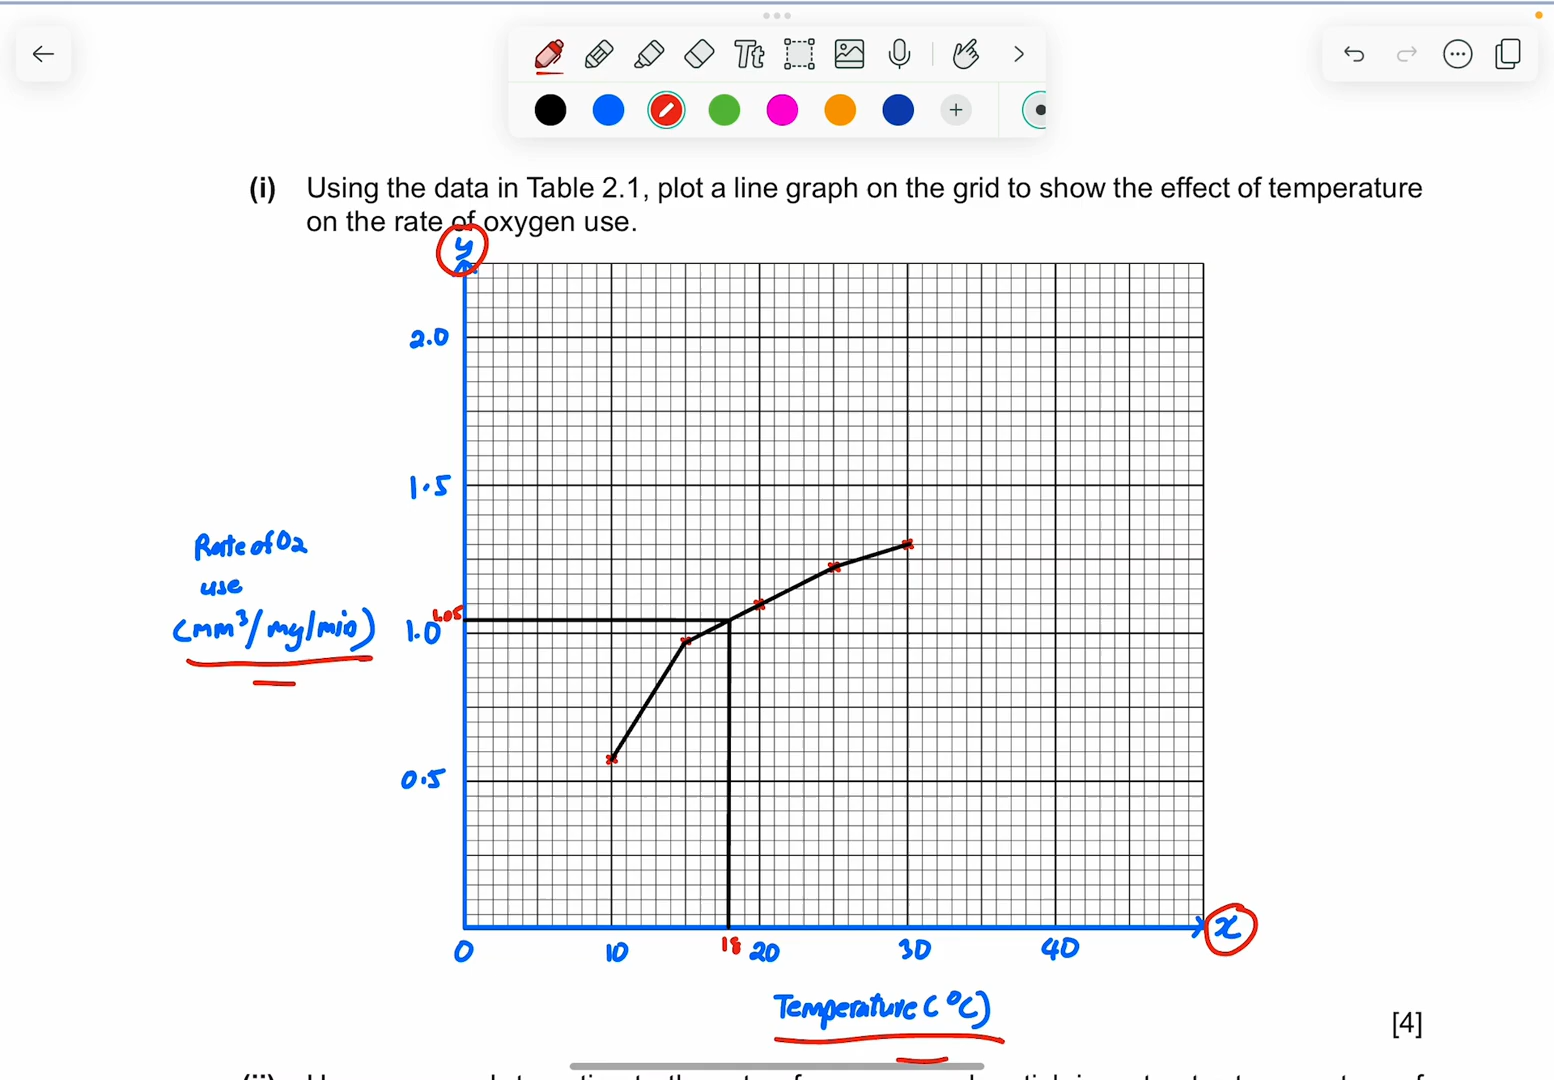 Tt
(i) Using the data in Table 2.1, plot a line graph on the grid to show the effect of temperature
on the rate of oxygen use.
y
2.0
1.5
Rate of O2
use
(mm³/mg/min)
1.05
1.0
0.5
0 10 18 20 30 40
x
Temperature (°C)
[4]